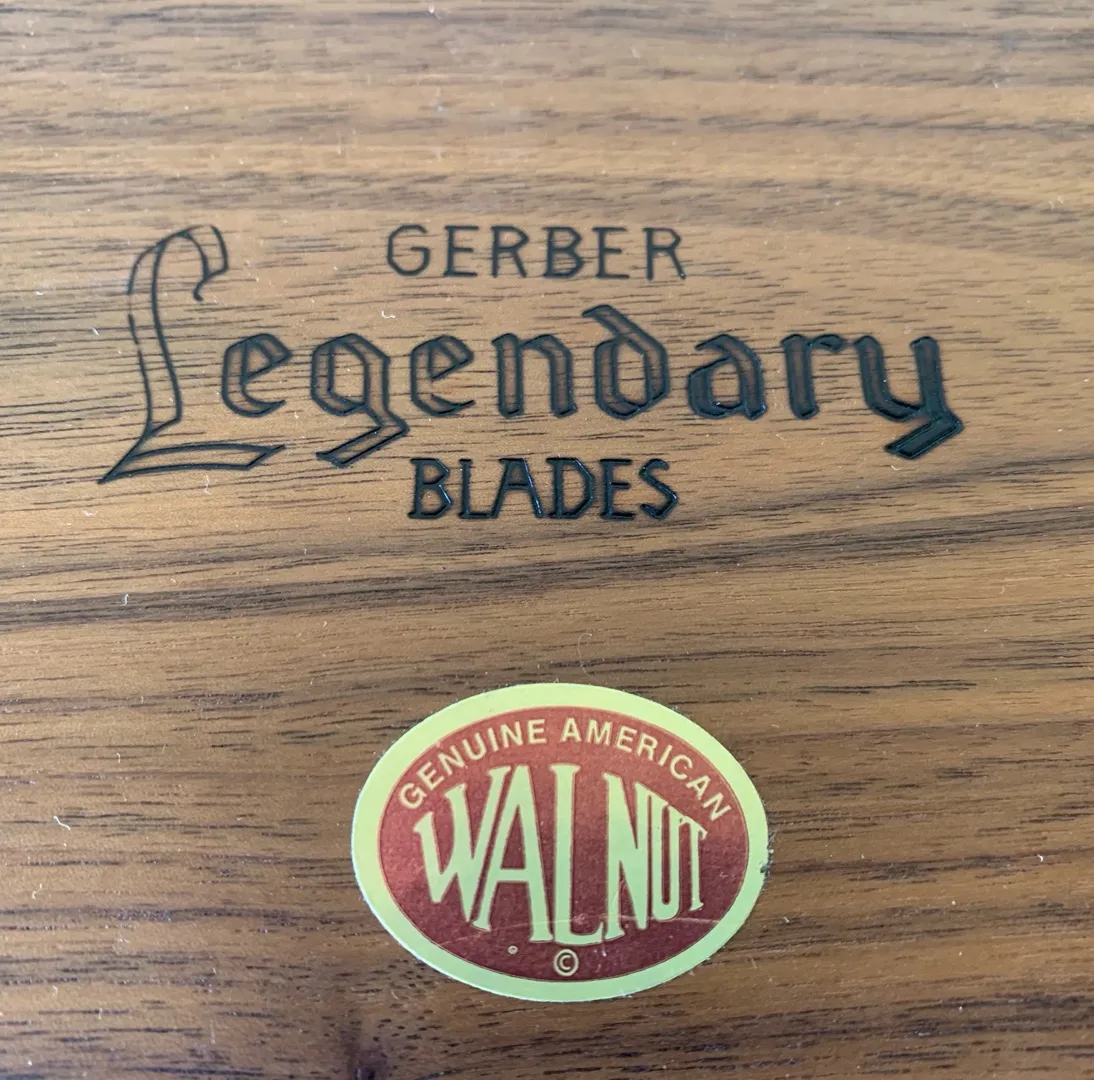 GERBER
Legendary
BLADES
GENUINE AMERICAN
WALNUT
©